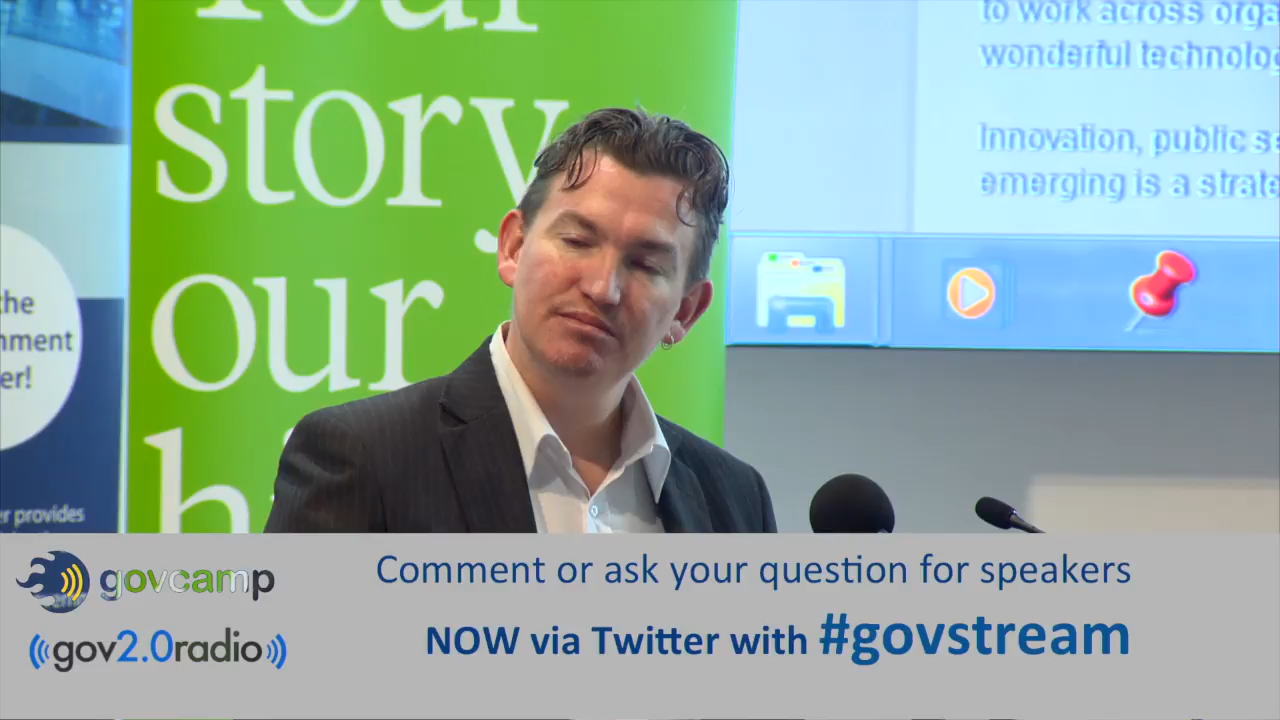 Your
story
our
to work across orga
wonderful technolog
Innovation, public se
emerging is a strate
the
nment
er!
er provides
govcamp
gov2.0radio
Comment or ask your question for speakers
NOW via Twitter with #govstream